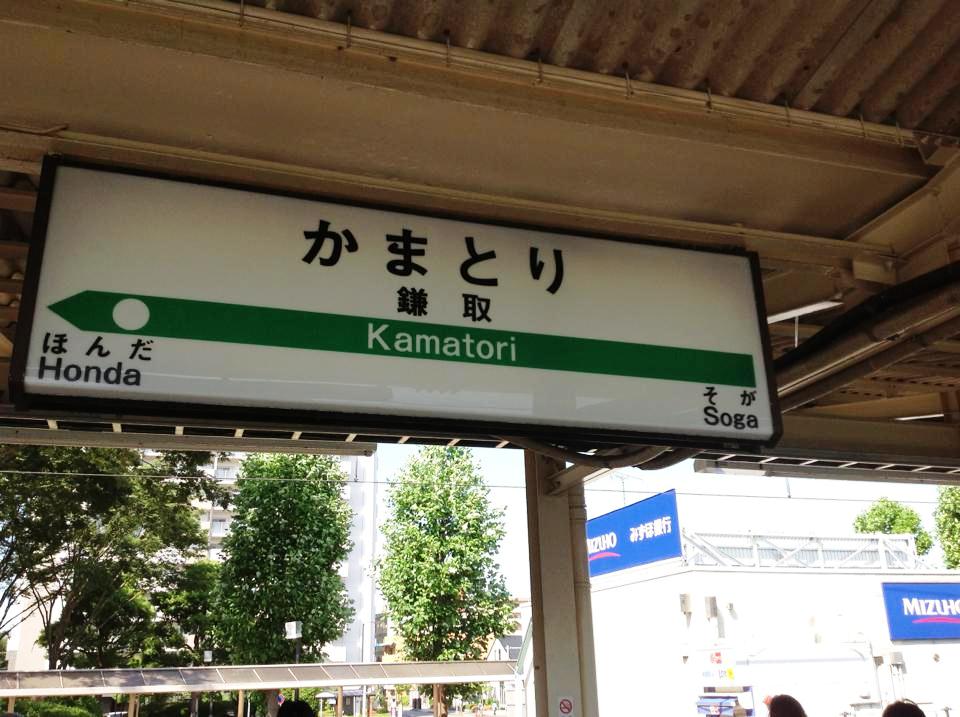 かまとり
鎌取
Kamatori
ほんだ
Honda
そが
Soga
MIZUHO みずほ銀行
MIZUHO